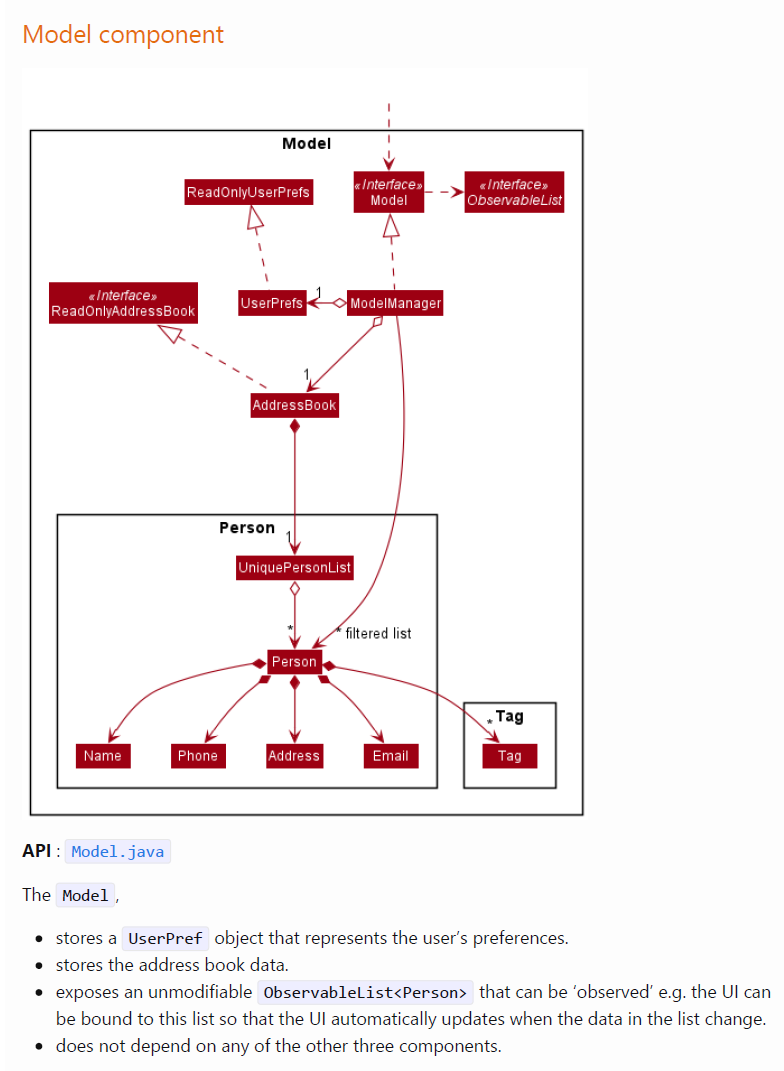 Model component
Model
ReadOnlyUserPrefs
«Interface»
Model
«Interface»
ObservableList
«Interface»
ReadOnlyAddressBook
UserPrefs
1
ModelManager
1
AddressBook
Person
1
UniquePersonList
*
* filtered list
Person
Tag
*
Name
Phone
Address
Email
Tag
API : Model.java
The Model,
stores a UserPref object that represents the user’s preferences.
stores the address book data.
exposes an unmodifiable ObservableList<Person> that can be ‘observed’ e.g. the UI can
be bound to this list so that the UI automatically updates when the data in the list change.
does not depend on any of the other three components.